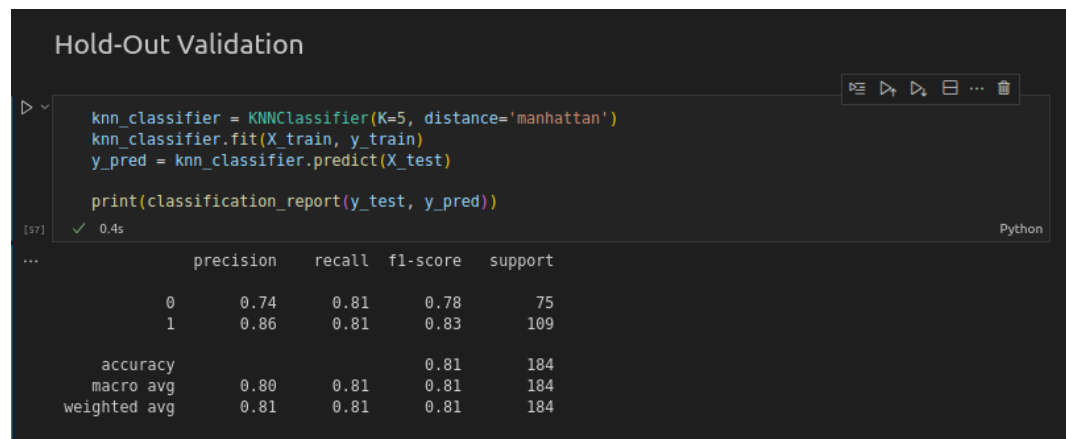 Hold-Out Validation
knn_classifier = KNNClassifier(K=5, distance='manhattan')
knn_classifier.fit(X_train, y_train)
y_pred = knn_classifier.predict(X_test)
print(classification_report(y_test, y_pred))
[57] ✓ 0.4s Python
... precision recall f1-score support
0 0.74 0.81 0.78 75
1 0.86 0.81 0.83 109
accuracy 0.81 184
macro avg 0.80 0.81 0.81 184
weighted avg 0.81 0.81 0.81 184